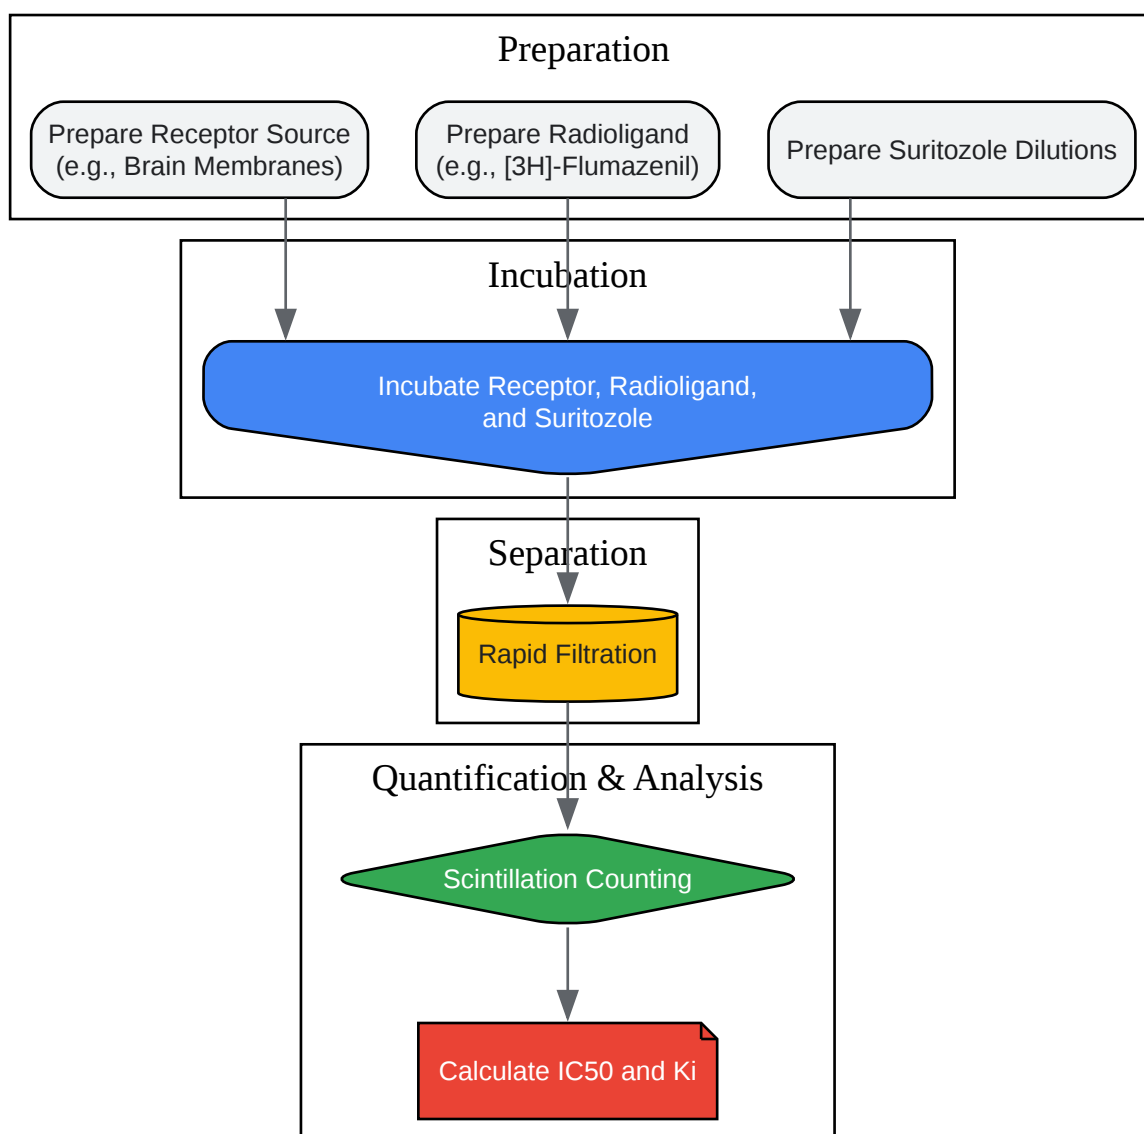 Preparation
Prepare Receptor Source
(e.g., Brain Membranes)
Prepare Radioligand
(e.g., [3H]-Flumazenil)
Prepare Suritozole Dilutions
Incubation
Incubate Receptor, Radioligand,
and Suritozole
Separation
Rapid Filtration
Quantification & Analysis
Scintillation Counting
Calculate IC50 and Ki